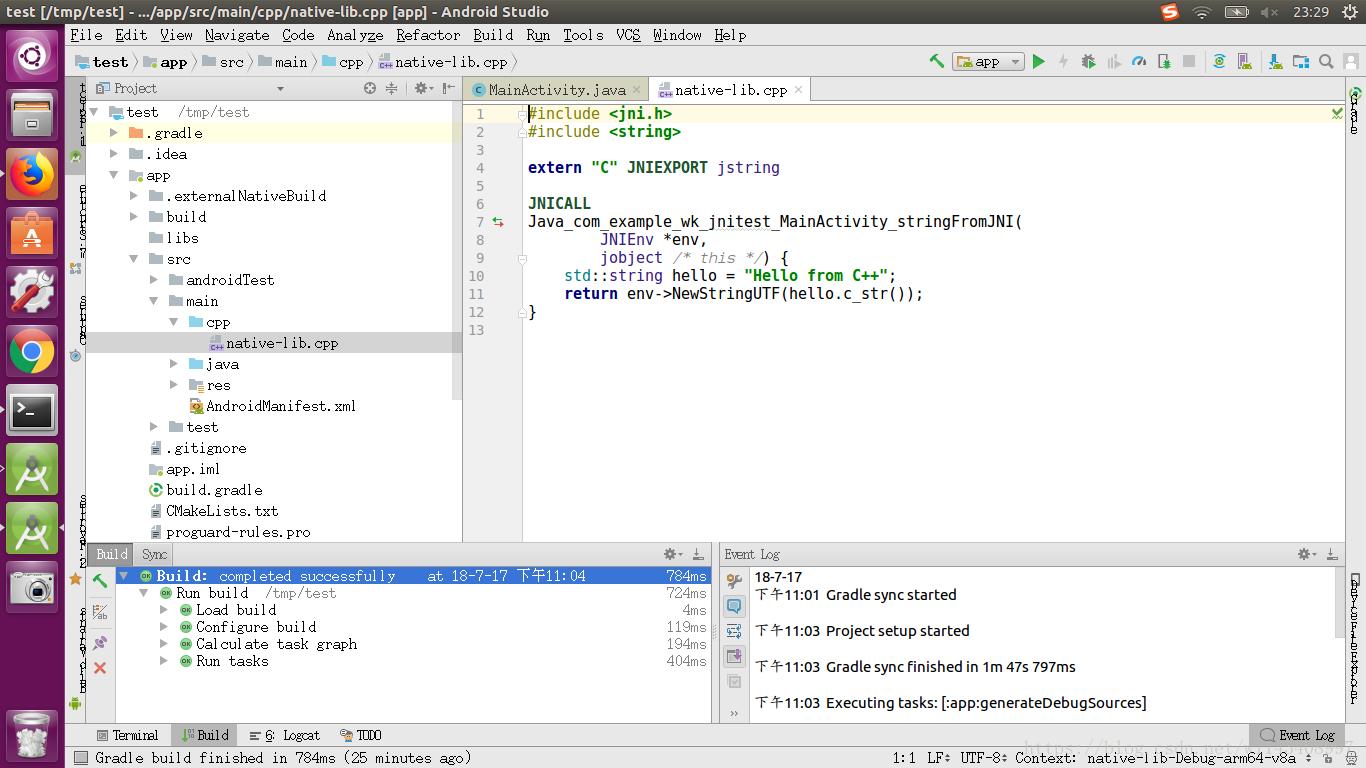 test [/tmp/test] - .../app/src/main/cpp/native-lib.cpp [app] - Android Studio
23:29
File Edit View Navigate Code Analyze Refactor Build Run Tools VCS Window Help
test app src main cpp native-lib.cpp
app
Project
MainActivity.java
native-lib.cpp
test /tmp/test
.gradle
.idea
app
.externalNativeBuild
build
libs
src
androidTest
main
cpp
native-lib.cpp
java
res
AndroidManifest.xml
test
.gitignore
app.iml
build.gradle
CMakeLists.txt
proguard-rules.pro
1 #include <jni.h>
2 #include <string>
3
4 extern "C" JNIEXPORT jstring
5
6 JNICALL
7 Java_com_example_wk_jnitest_MainActivity_stringFromJNI(
8 JNIEnv *env,
9 jobject /* this */) {
10 std::string hello = "Hello from C++";
11 return env->NewStringUTF(hello.c_str());
12 }
13
Build Sync
Build: completed successfully at 18-7-17 下午11:04 784ms
Run build /tmp/test 724ms
Load build 4ms
Configure build 119ms
Calculate task graph 194ms
Run tasks 404ms
Event Log
18-7-17
下午11:01 Gradle sync started
下午11:03 Project setup started
下午11:03 Gradle sync finished in 1m 47s 797ms
下午11:03 Executing tasks: [:app:generateDebugSources]
Terminal Build 6: Logcat TODO Event Log
Gradle build finished in 784ms (25 minutes ago)
1:1 LF UTF-8 Context: native-lib-Debug-arm64-v8a